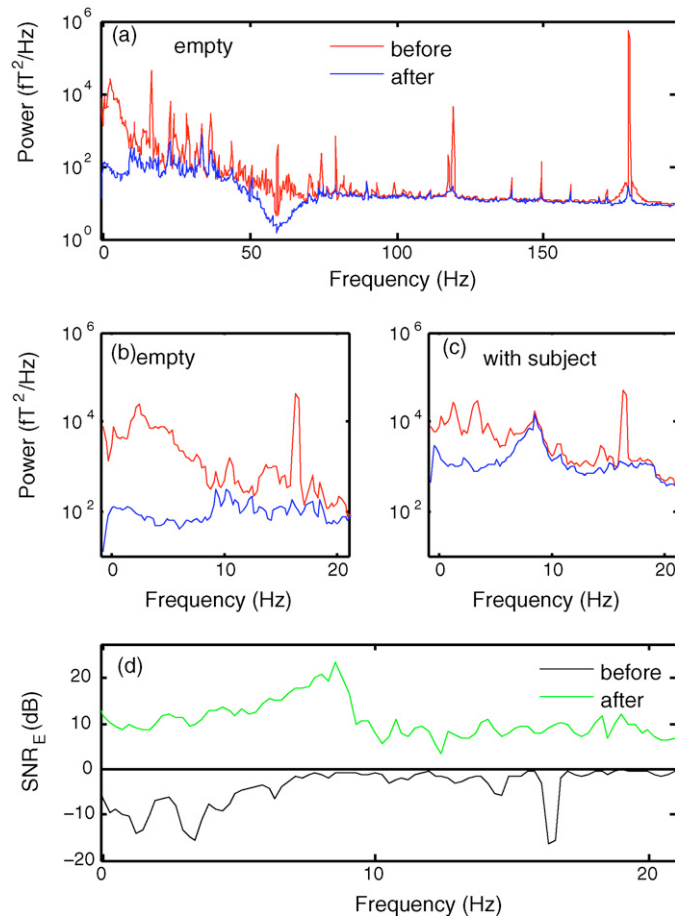 (a) empty
before
after
Power (fT²/Hz)
10⁶
10⁴
10²
10⁰
0 50 100 150
Frequency (Hz)
(b) empty
Power (fT²/Hz)
10⁶
10⁴
10²
0 10 20
Frequency (Hz)
(c) with subject
10⁶
10⁴
10²
0 10 20
Frequency (Hz)
(d)
before
after
SNR_E (dB)
20
10
0
-10
-20
10 20
Frequency (Hz)